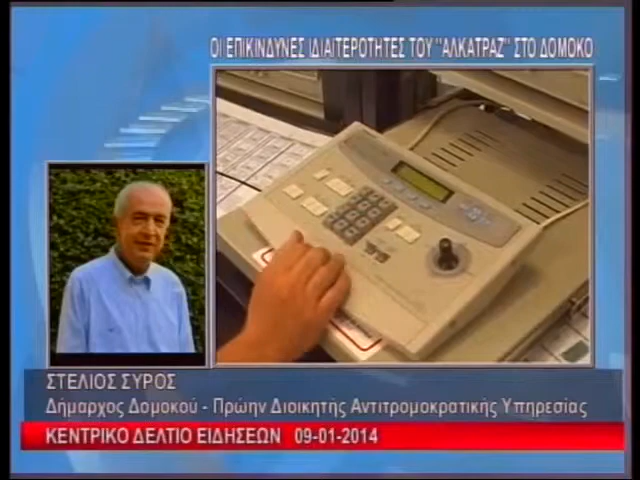 ΟΙ ΕΠΙΚΙΝΔΥΝΕΣ ΙΔΙΑΙΤΕΡΟΤΗΤΕΣ ΤΟΥ "ΑΛΚΑΤΡΑΖ" ΣΤΟ ΔΟΜΟΚΟ
ΣΤΕΛΙΟΣ ΣΥΡΟΣ
Δήμαρχος Δομοκού - Πρώην Διοικητής Αντιτρομοκρατικής Υπηρεσίας
ΚΕΝΤΡΙΚΟ ΔΕΛΤΙΟ ΕΙΔΗΣΕΩΝ 09-01-2014